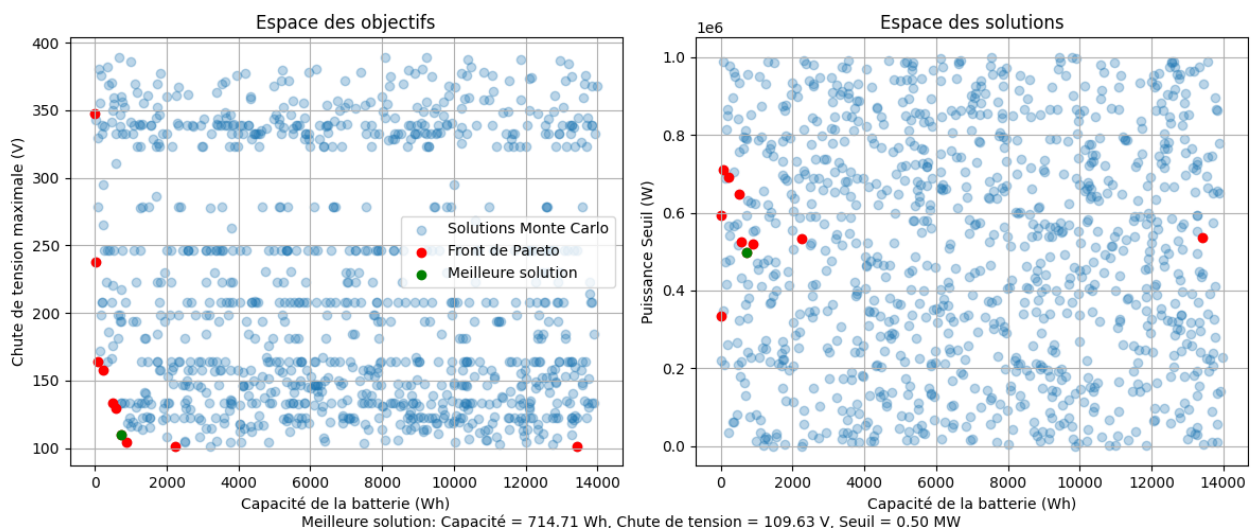 Espace des objectifs
Chute de tension maximale (V)
400
350
300
250
200
150
100
0
2000
4000
6000
8000
10000
12000
14000
Capacité de la batterie (Wh)
Solutions Monte Carlo
Front de Pareto
Meilleure solution
Espace des solutions
1e6
Puissance Seuil (W)
1.0
0.8
0.6
0.4
0.2
0.0
0
2000
4000
6000
8000
10000
12000
14000
Capacité de la batterie (Wh)
Meilleure solution: Capacité = 714.71 Wh, Chute de tension = 109.63 V, Seuil = 0.50 MW